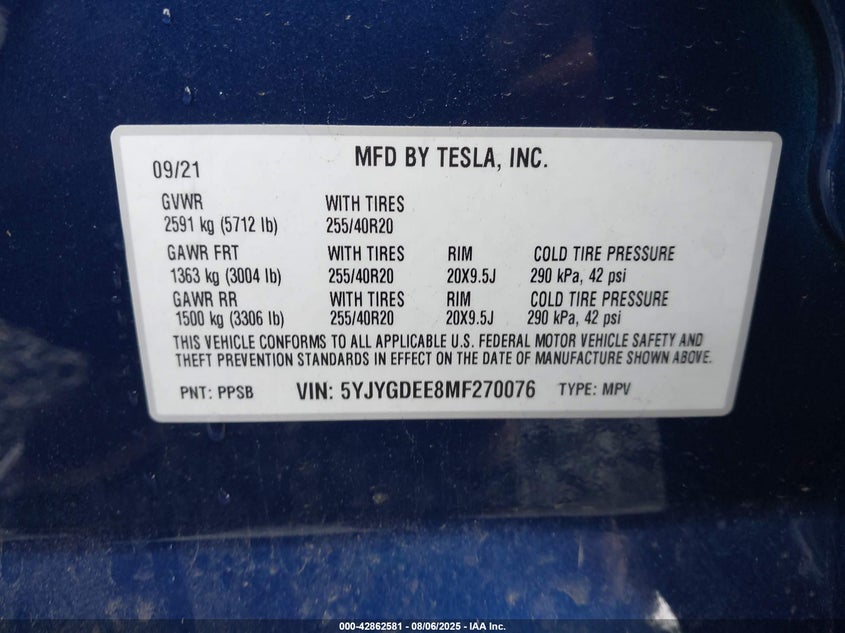 MFD BY TESLA, INC.
09/21
GVWR WITH TIRES
2591 kg (5712 lb) 255/40R20
GAWR FRT WITH TIRES RIM COLD TIRE PRESSURE
1363 kg (3004 lb) 255/40R20 20X9.5J 290 kPa, 42 psi
GAWR RR WITH TIRES RIM COLD TIRE PRESSURE
1500 kg (3306 lb) 255/40R20 20X9.5J 290 kPa, 42 psi
THIS VEHICLE CONFORMS TO ALL APPLICABLE U.S. FEDERAL MOTOR VEHICLE SAFETY AND
THEFT PREVENTION STANDARDS IN EFFECT ON THE DATE OF MANUFACTURE SHOWN ABOVE.
PNT: PPSB VIN: 5YJYGDEE8MF270076 TYPE: MPV
000-42862581 - 08/06/2025 - IAA Inc.